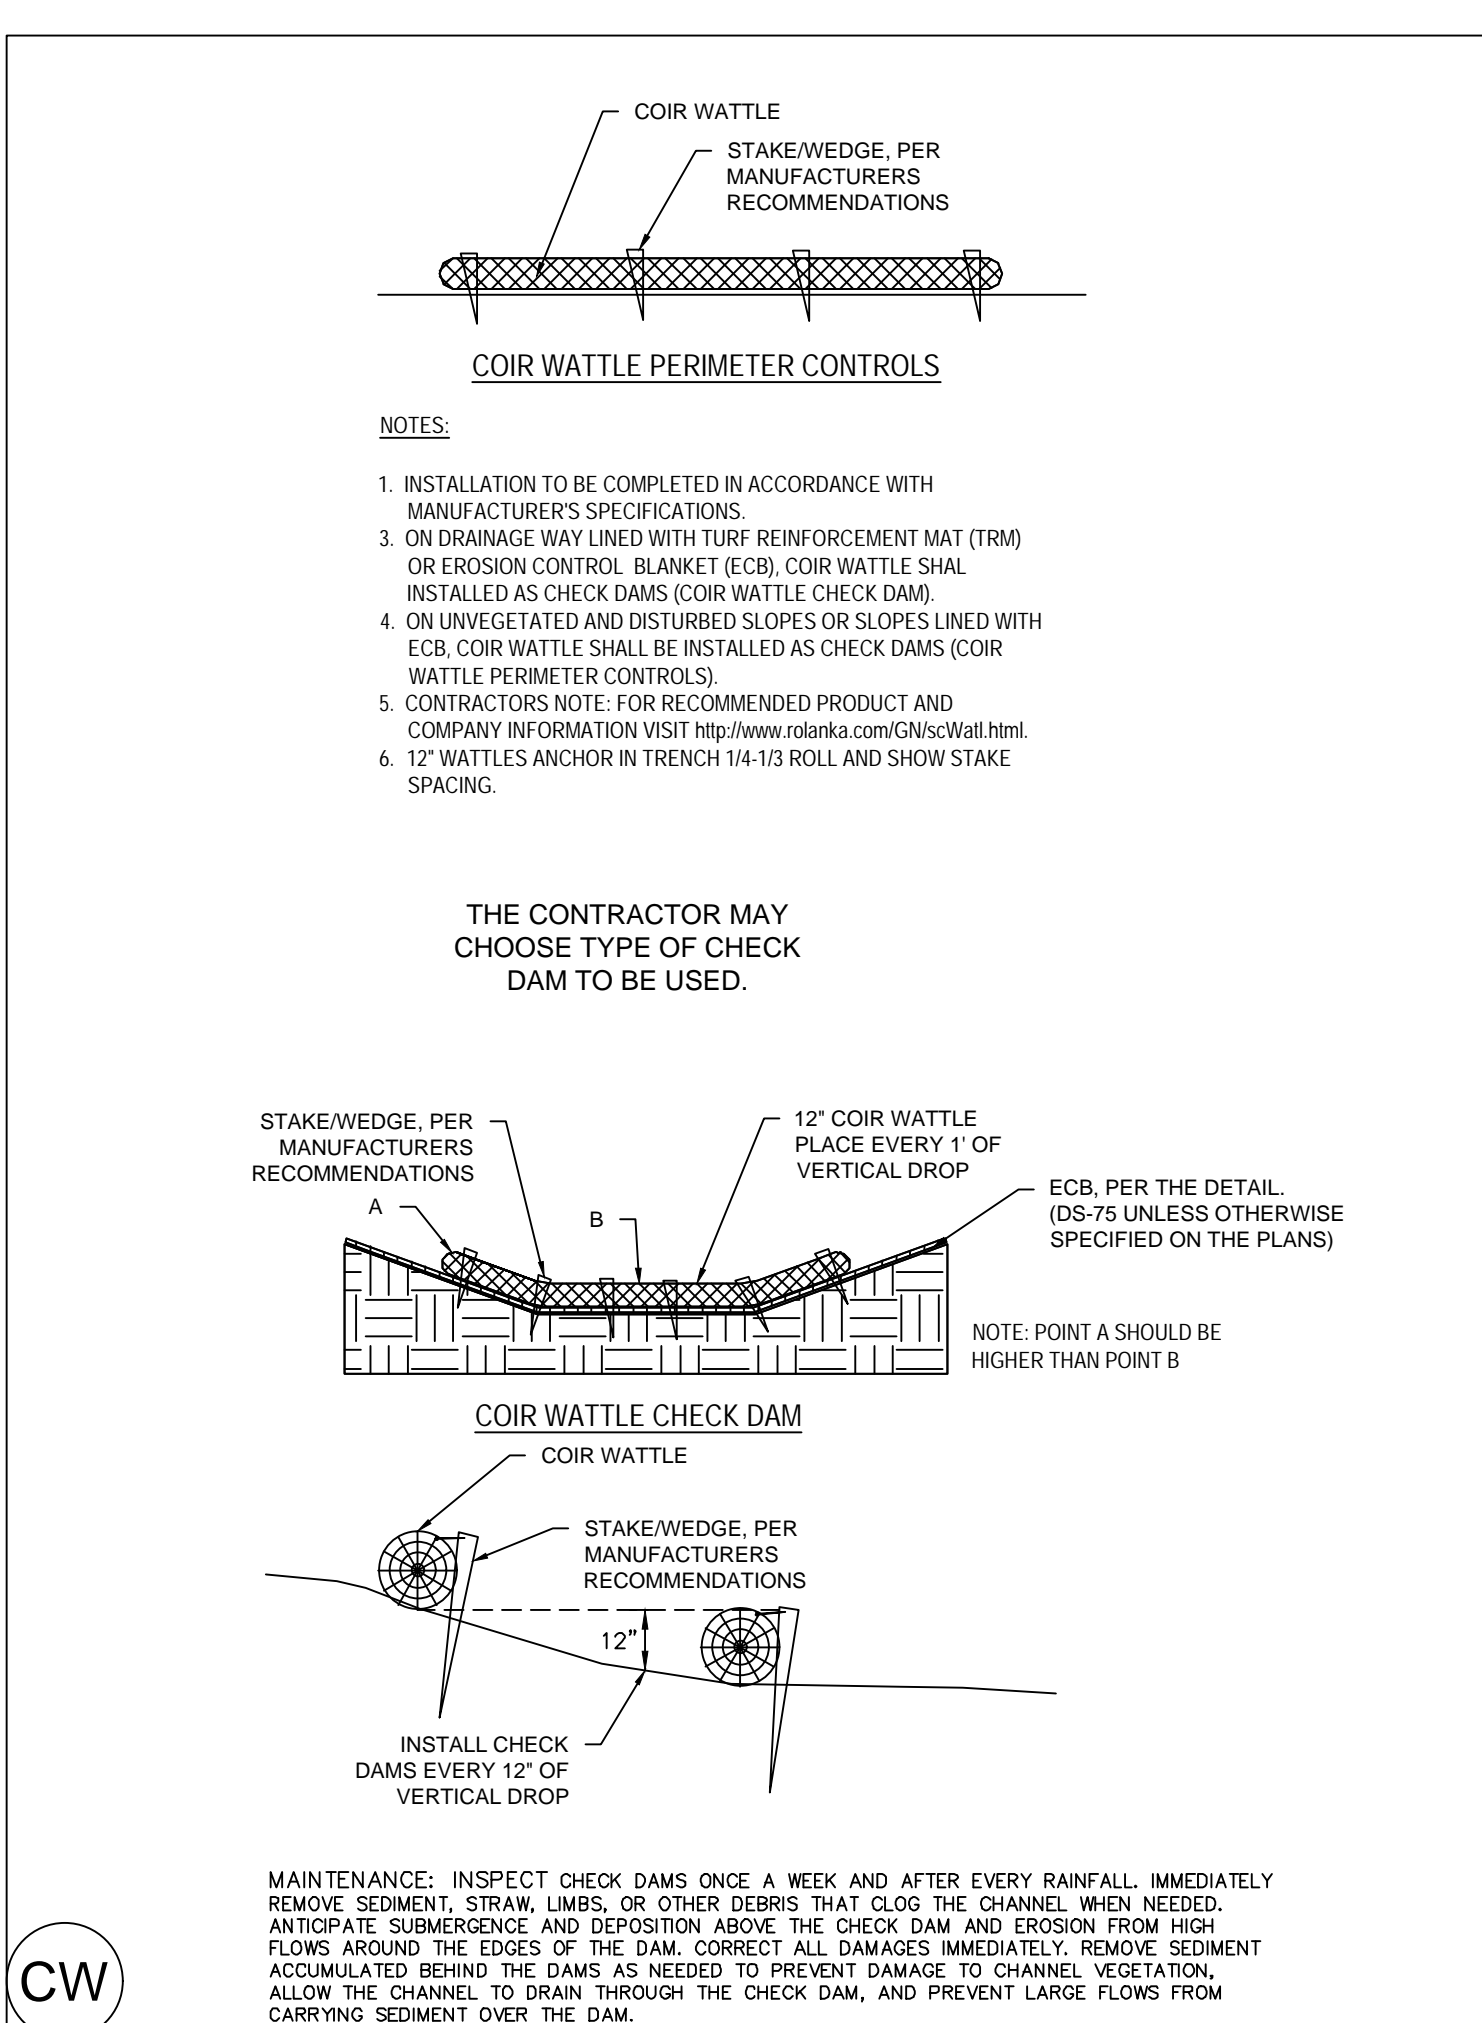 COIR WATTLE
STAKE/WEDGE, PER
MANUFACTURERS
RECOMMENDATIONS
COIR WATTLE PERIMETER CONTROLS
NOTES:
1. INSTALLATION TO BE COMPLETED IN ACCORDANCE WITH
MANUFACTURER'S SPECIFICATIONS.
3. ON DRAINAGE WAY LINED WITH TURF REINFORCEMENT MAT (TRM)
OR EROSION CONTROL BLANKET (ECB), COIR WATTLE SHAL
INSTALLED AS CHECK DAMS (COIR WATTLE CHECK DAM).
4. ON UNVEGETATED AND DISTURBED SLOPES OR SLOPES LINED WITH
ECB, COIR WATTLE SHALL BE INSTALLED AS CHECK DAMS (COIR
WATTLE PERIMETER CONTROLS).
5. CONTRACTORS NOTE: FOR RECOMMENDED PRODUCT AND
COMPANY INFORMATION VISIT http://www.rolanka.com/GN/scWatl.html.
6. 12" WATTLES ANCHOR IN TRENCH 1/4-1/3 ROLL AND SHOW STAKE
SPACING.
THE CONTRACTOR MAY
CHOOSE TYPE OF CHECK
DAM TO BE USED.
STAKE/WEDGE, PER
MANUFACTURERS
RECOMMENDATIONS
12" COIR WATTLE
PLACE EVERY 1' OF
VERTICAL DROP
ECB, PER THE DETAIL.
(DS-75 UNLESS OTHERWISE
SPECIFIED ON THE PLANS)
A
B
NOTE: POINT A SHOULD BE
HIGHER THAN POINT B
COIR WATTLE CHECK DAM
COIR WATTLE
STAKE/WEDGE, PER
MANUFACTURERS
RECOMMENDATIONS
12"
INSTALL CHECK
DAMS EVERY 12" OF
VERTICAL DROP
MAINTENANCE: INSPECT CHECK DAMS ONCE A WEEK AND AFTER EVERY RAINFALL. IMMEDIATELY
REMOVE SEDIMENT, STRAW, LIMBS, OR OTHER DEBRIS THAT CLOG THE CHANNEL WHEN NEEDED.
ANTICIPATE SUBMERGENCE AND DEPOSITION ABOVE THE CHECK DAM AND EROSION FROM HIGH
FLOWS AROUND THE EDGES OF THE DAM. CORRECT ALL DAMAGES IMMEDIATELY. REMOVE SEDIMENT
ACCUMULATED BEHIND THE DAMS AS NEEDED TO PREVENT DAMAGE TO CHANNEL VEGETATION,
ALLOW THE CHANNEL TO DRAIN THROUGH THE CHECK DAM, AND PREVENT LARGE FLOWS FROM
CARRYING SEDIMENT OVER THE DAM.
CW